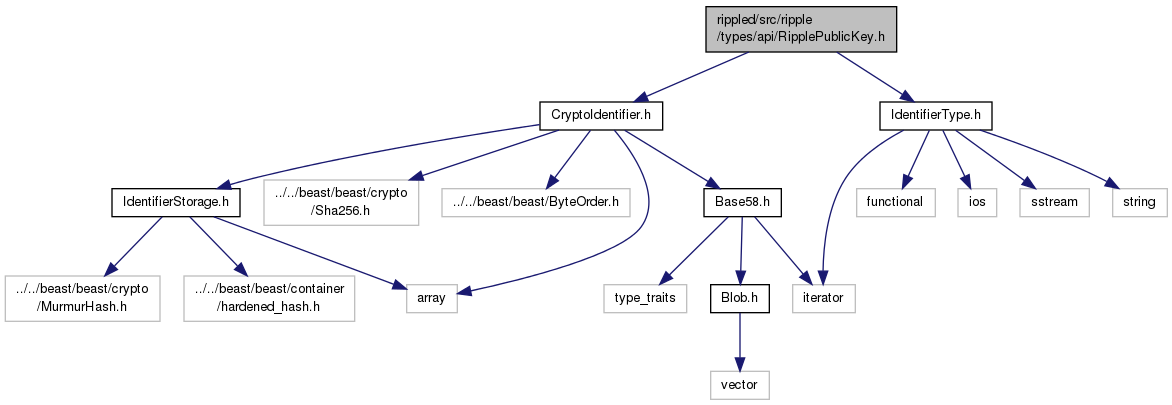 rippled/src/ripple
/types/api/RipplePublicKey.h
CryptoIdentifier.h
IdentifierType.h
IdentifierStorage.h
../../beast/beast/crypto
/Sha256.h
../../beast/beast/ByteOrder.h
Base58.h
functional
ios
sstream
string
../../beast/beast/crypto
/MurmurHash.h
../../beast/beast/container
/hardened_hash.h
array
type_traits
Blob.h
iterator
vector